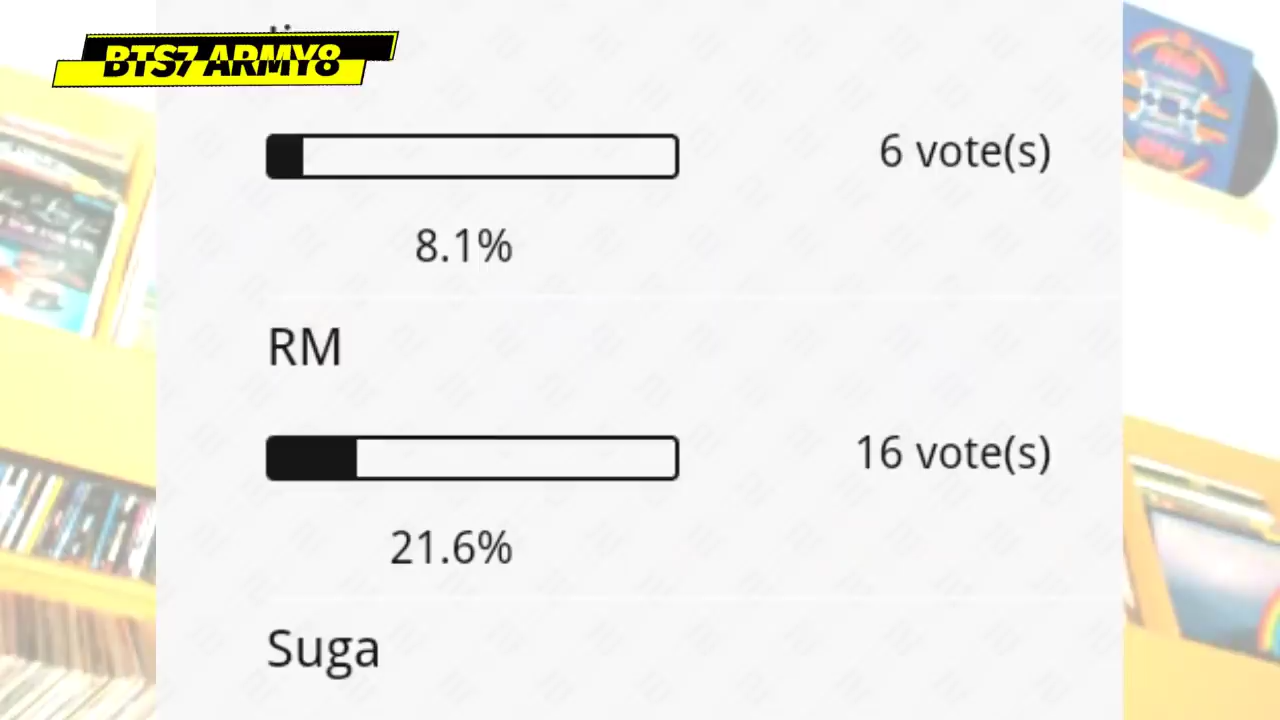 BTS7 ARMY8
6 vote(s)
8.1%
RM
16 vote(s)
21.6%
Suga